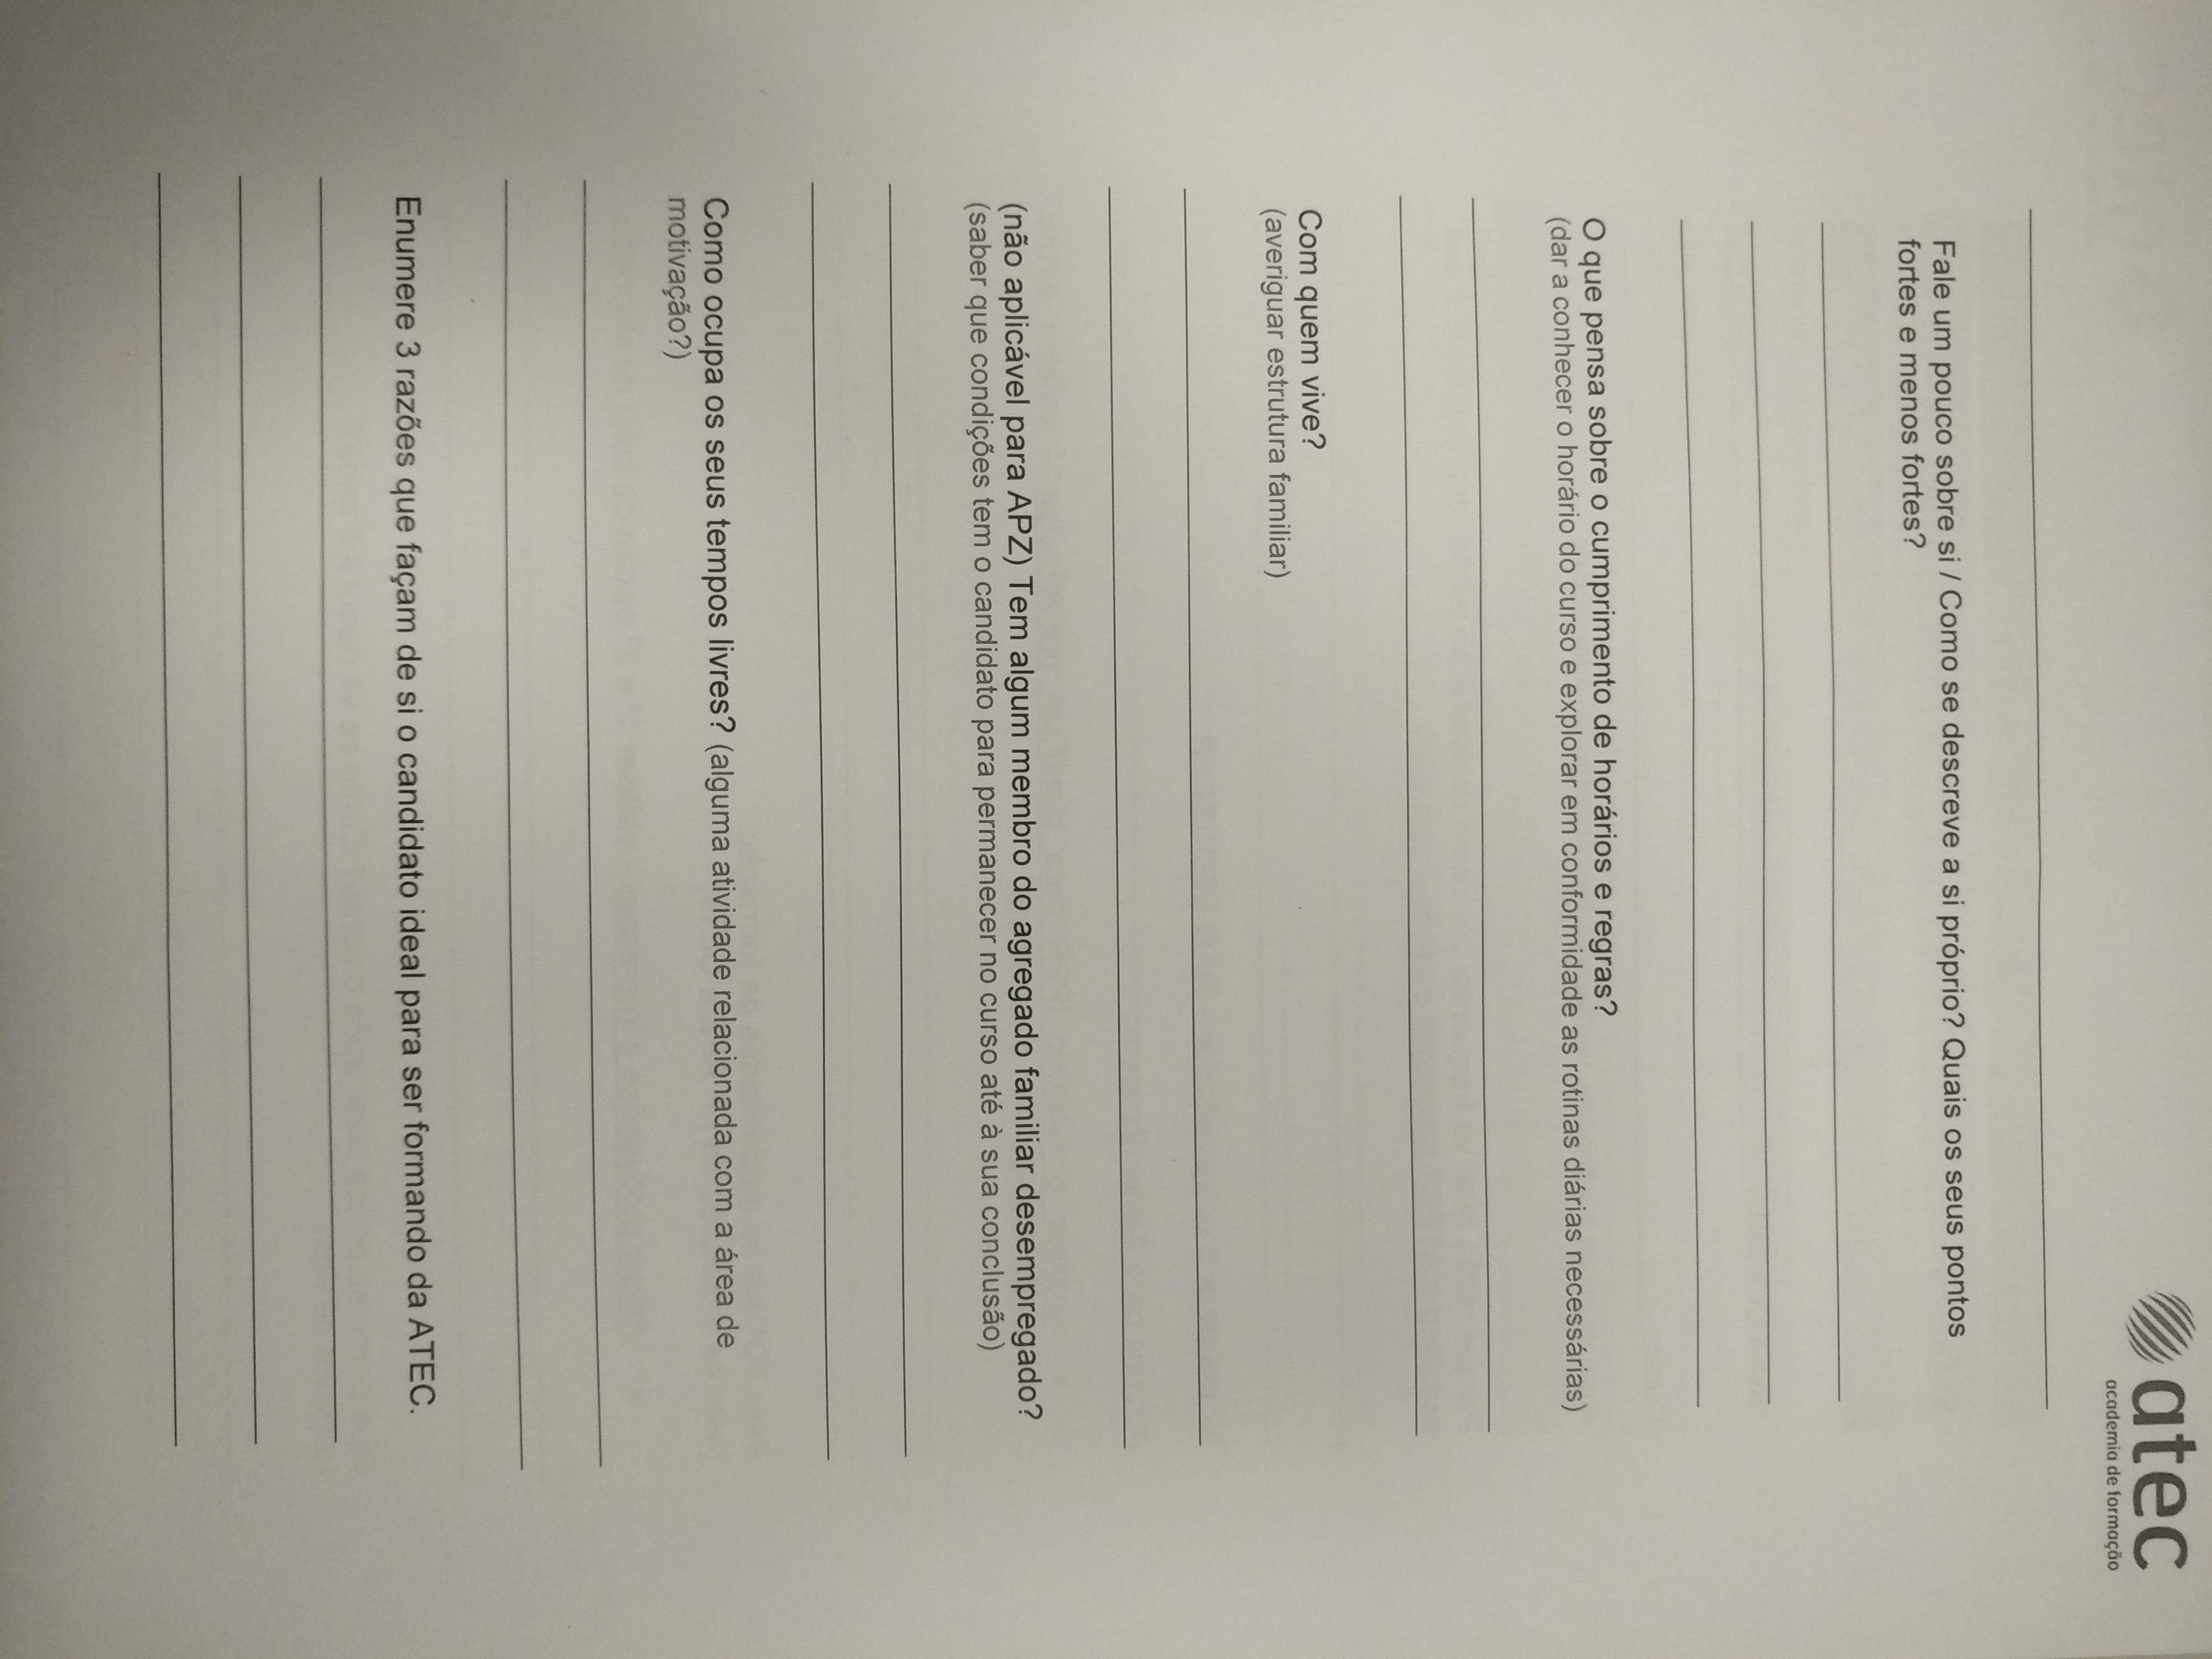 atec
academia de formação
Fale um pouco sobre si / Como se descreve a si próprio? Quais os seus pontos
fortes e menos fortes?
O que pensa sobre o cumprimento de horários e regras?
(dar a conhecer o horário do curso e explorar em conformidade as rotinas diárias necessárias)
Com quem vive?
(averiguar estrutura familiar)
(não aplicável para APZ) Tem algum membro do agregado familiar desempregado?
(saber que condições tem o candidato para permanecer no curso até à sua conclusão)
Como ocupa os seus tempos livres? (alguma atividade relacionada com a área de
motivação?)
Enumere 3 razões que façam de si o candidato ideal para ser formando da ATEC.